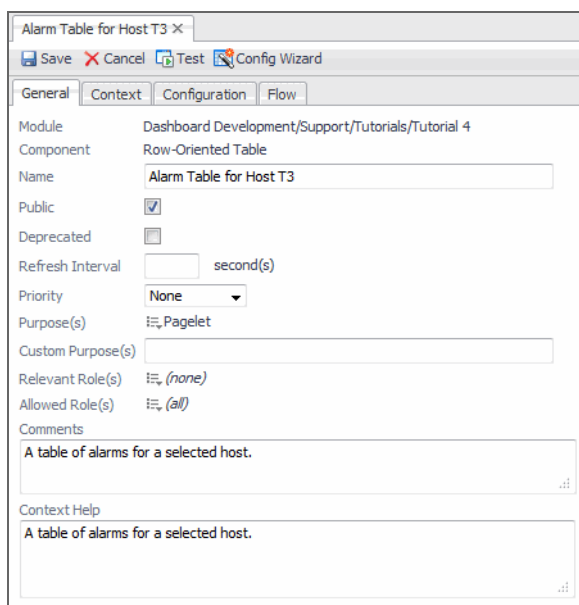 Alarm Table for Host T3
Save Cancel Test Config Wizard
General Context Configuration Flow
Module Dashboard Development/Support/Tutorials/Tutorial 4
Component Row-Oriented Table
Name Alarm Table for Host T3
Public
Deprecated
Refresh Interval second(s)
Priority None
Purpose(s) Pagelet
Custom Purpose(s)
Relevant Role(s) (none)
Allowed Role(s) (all)
Comments
A table of alarms for a selected host.
Context Help
A table of alarms for a selected host.